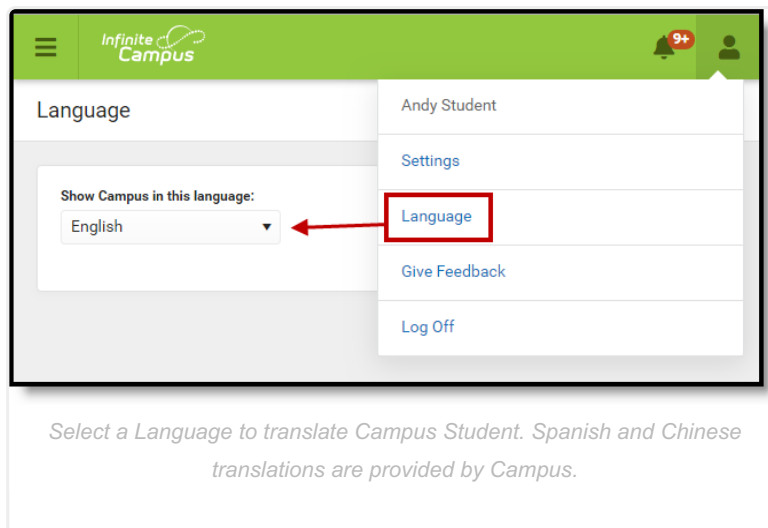 Infinite
Campus
9+
Language
Andy Student
Settings
Show Campus in this language:
English
Language
Give Feedback
Log Off
Select a Language to translate Campus Student. Spanish and Chinese
translations are provided by Campus.